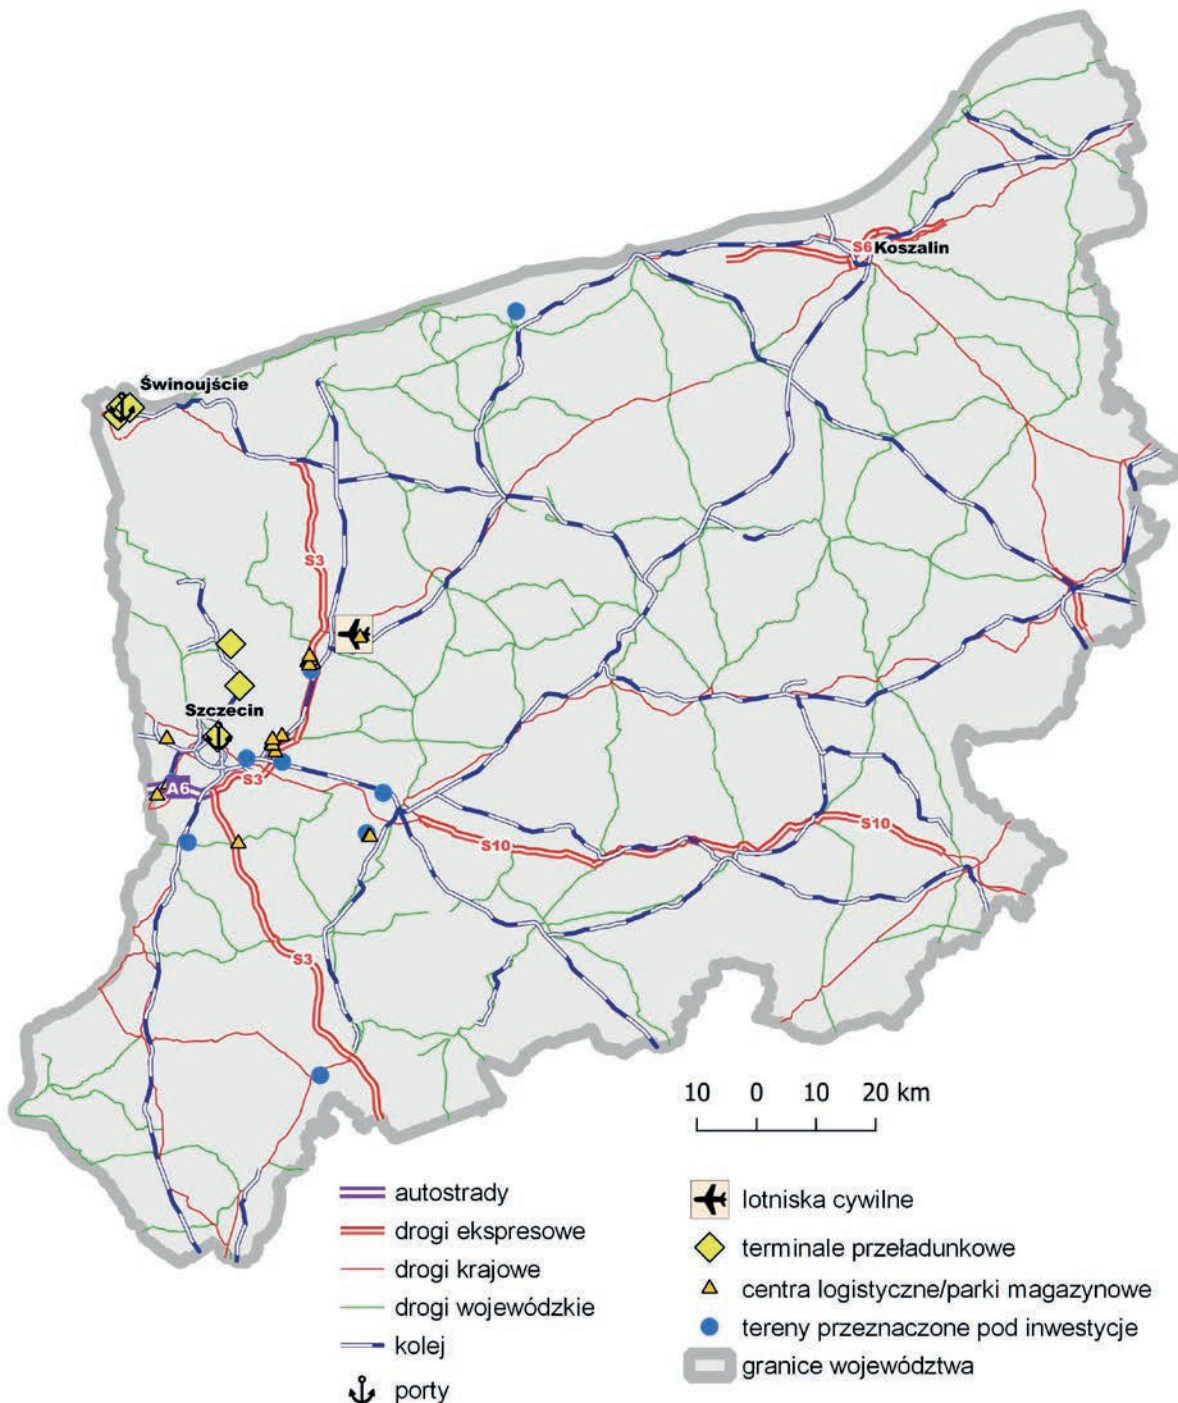 S6 Koszalin
Świnoujście
S3
Szczecin
A6
S3
S10
S10
S3
10 0 10 20 km
autostrady
drogi ekspresowe
drogi krajowe
drogi wojewódzkie
kolej
porty
lotniska cywilne
terminale przeładunkowe
centra logistyczne/parki magazynowe
tereny przeznaczone pod inwestycje
granice województwa